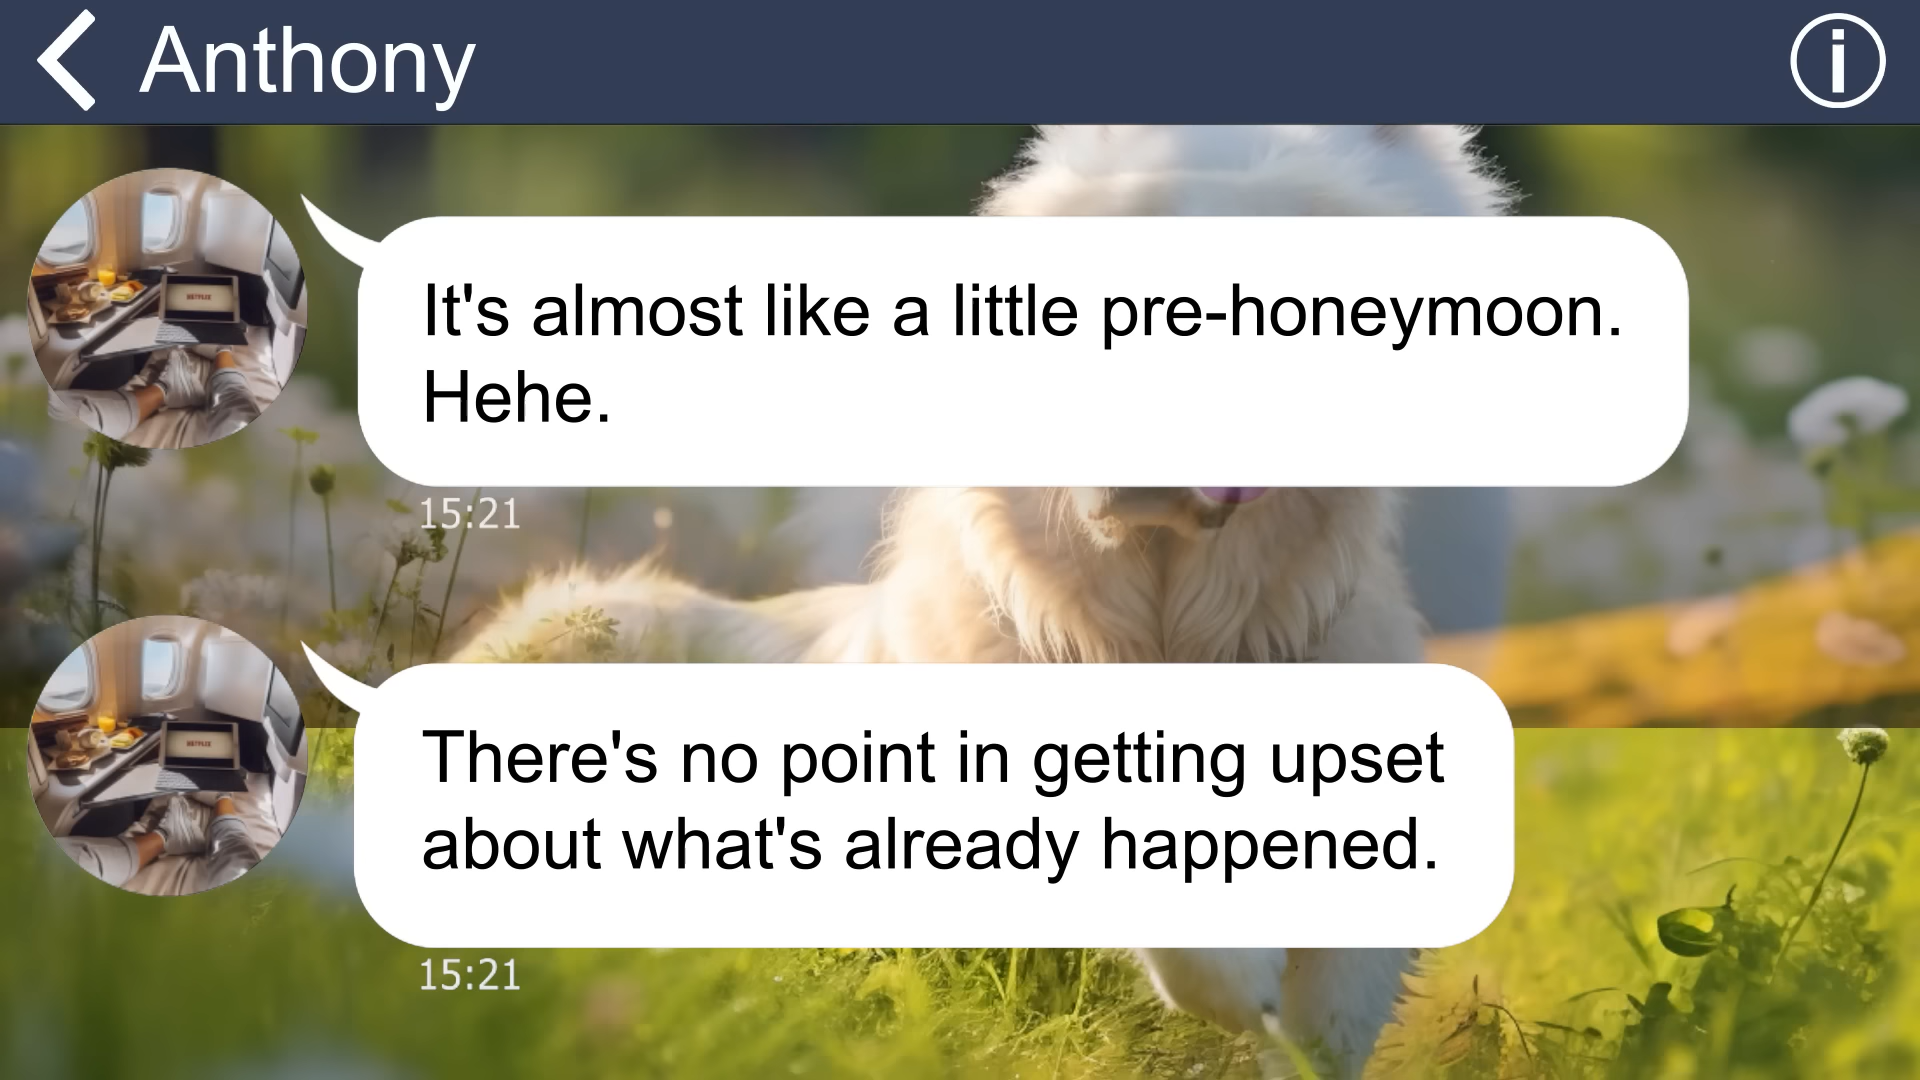 Anthony
It's almost like a little pre-honeymoon.
Hehe.
15:21
There's no point in getting upset
about what's already happened.
15:21